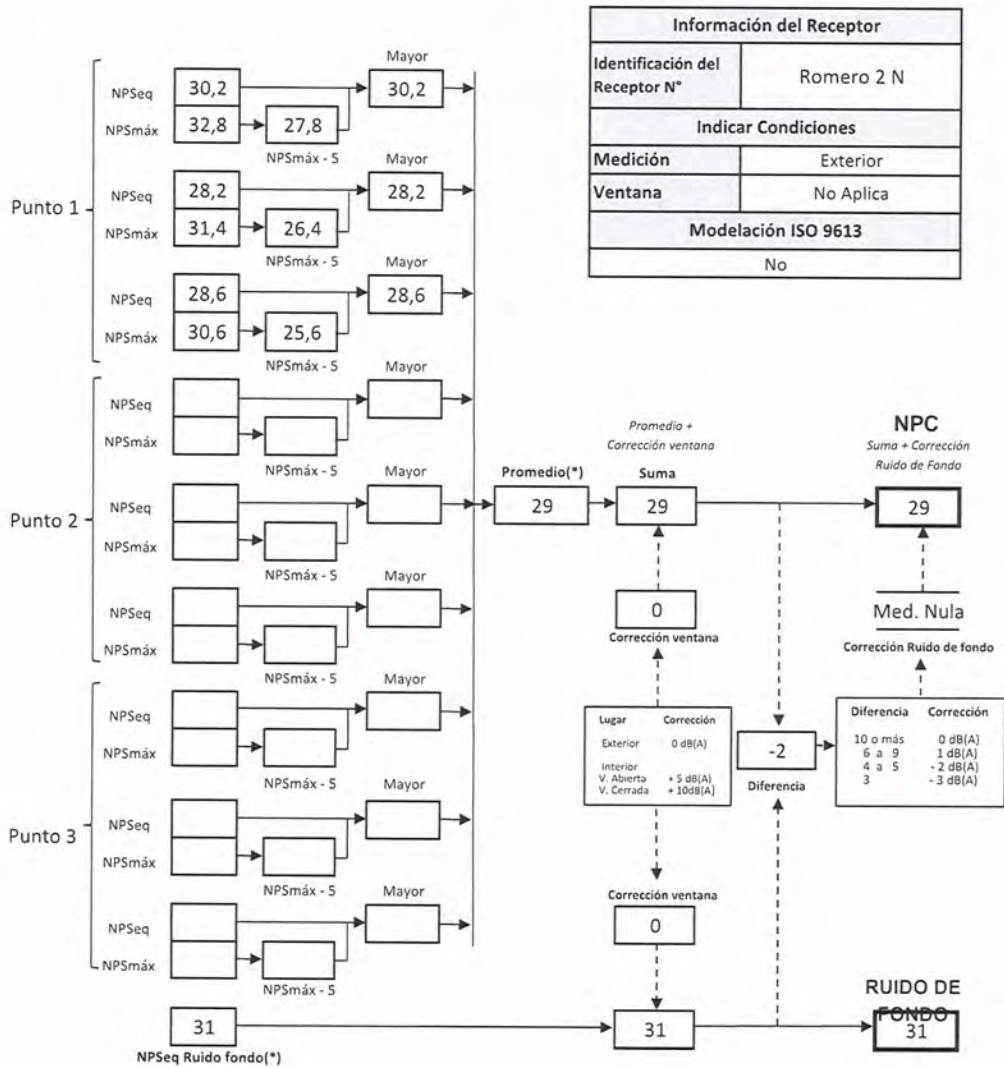 Información del Receptor
Identificación del Receptor N°
Romero 2 N
Indicar Condiciones
Medición Exterior
Ventana No Aplica
Modelación ISO 9613
No
Punto 1
Mayor
NPSeq 30,2 30,2
NPSmáx 32,8 27,8
NPSmáx - 5
Mayor
NPSeq 28,2 28,2
NPSmáx 31,4 26,4
NPSmáx - 5
Mayor
NPSeq 28,6 28,6
NPSmáx 30,6 25,6
NPSmáx - 5
Punto 2
Mayor
NPSeq
NPSmáx
NPSmáx - 5
Mayor
NPSeq
NPSmáx
NPSmáx - 5
Mayor
NPSeq
NPSmáx
NPSmáx - 5
Punto 3
Mayor
NPSeq
NPSmáx
NPSmáx - 5
Mayor
NPSeq
NPSmáx
NPSmáx - 5
Mayor
NPSeq
NPSmáx
NPSmáx - 5
Promedio(*)
29
Promedio +
Corrección ventana
Suma
29
NPC
Suma + Corrección
Ruido de Fondo
29
0
Corrección ventana
Med. Nula
Corrección Ruido de fondo
Lugar Corrección
Exterior 0 dB(A)
Interior
V. Abierta + 5 dB(A)
V. Cerrada + 10dB(A)
-2
Diferencia
Diferencia Corrección
10 o más 0 dB(A)
6 a 9 1 dB(A)
4 a 5 - 2 dB(A)
3 - 3 dB(A)
Corrección ventana
0
31
NPSeq Ruido fondo(*)
31
RUIDO DE
FONDO
31